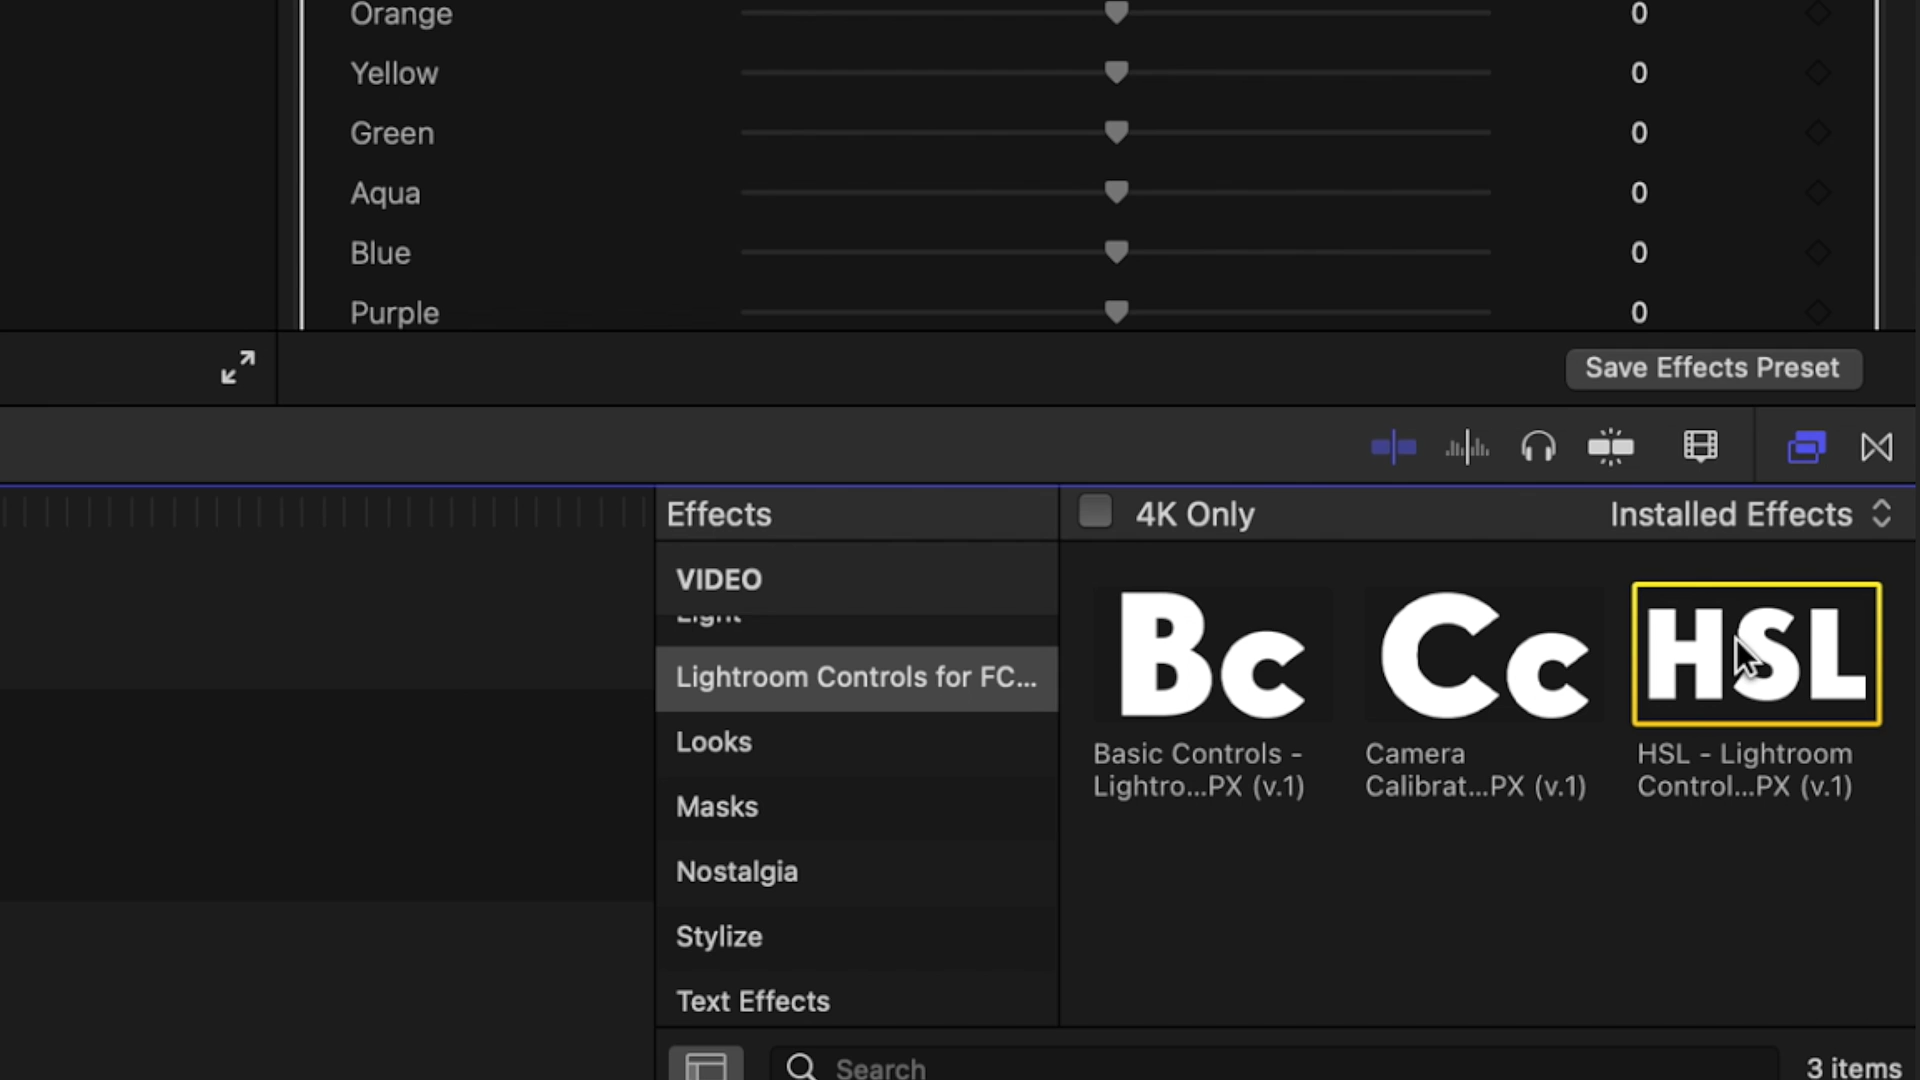 Orange 0
Yellow 0
Green 0
Aqua 0
Blue 0
Purple 0
Save Effects Preset
Effects
4K Only
Installed Effects
VIDEO
Light
Lightroom Controls for FC...
Looks
Masks
Nostalgia
Stylize
Text Effects
Bc
Basic Controls -
Lightro...PX (v.1)
Cc
Camera
Calibrat...PX (v.1)
HSL
HSL - Lightroom
Control...PX (v.1)
Search
3 items